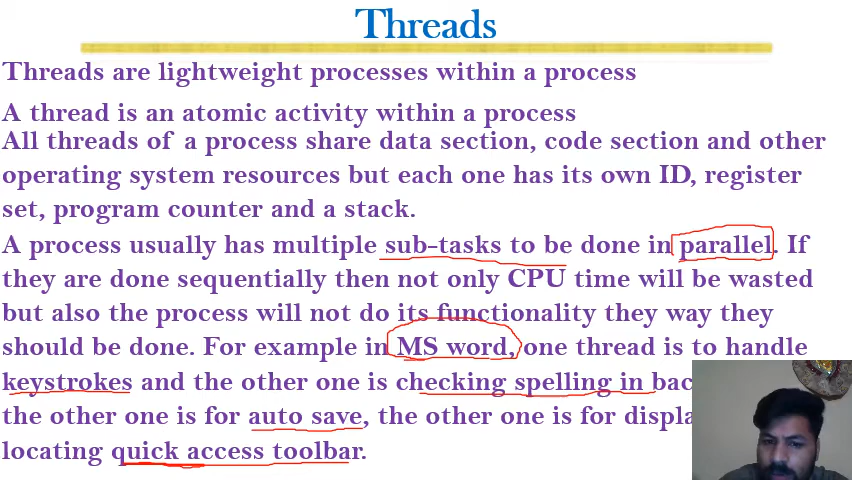 Threads
Threads are lightweight processes within a process
A thread is an atomic activity within a process
All threads of a process share data section, code section and other
operating system resources but each one has its own ID, register
set, program counter and a stack.
A process usually has multiple sub-tasks to be done in parallel. If
they are done sequentially then not only CPU time will be wasted
but also the process will not do its functionality they way they
should be done. For example in MS word, one thread is to handle
keystrokes and the other one is checking spelling in
the other one is for auto save, the other one is for
locating quick access toolbar.